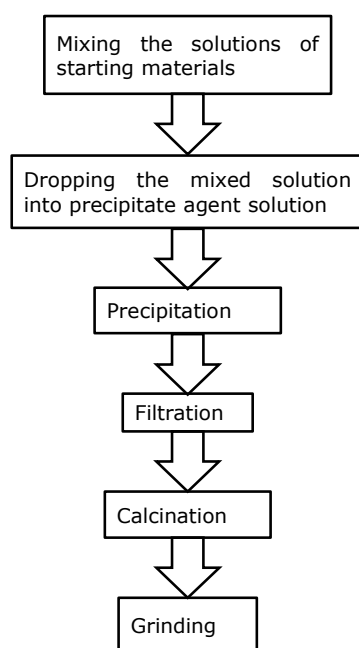 Mixing the solutions of
starting materials
Dropping the mixed solution
into precipitate agent solution
Precipitation
Filtration
Calcination
Grinding